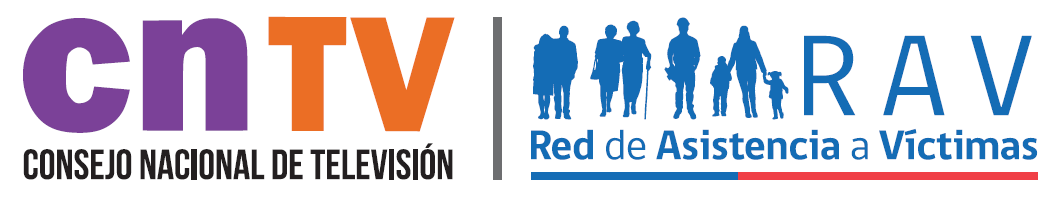 cnTV
CONSEJO NACIONAL DE TELEVISIÓN
RAV
Red de Asistencia a Víctimas